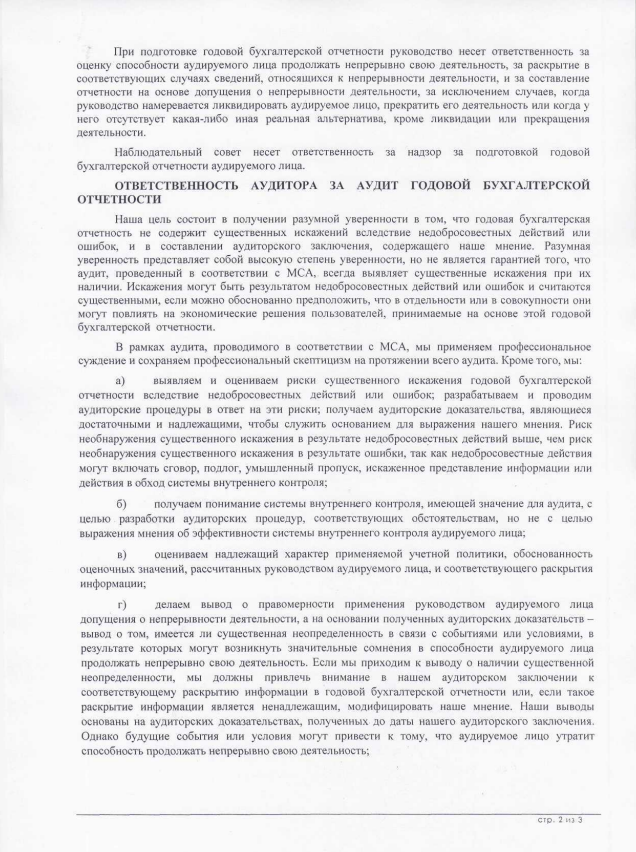 При подготовке годовой бухгалтерской отчетности руководство несет ответственность за
оценку способности аудируемого лица продолжать непрерывно свою деятельность, за раскрытие в
соответствующих случаях сведений, относящихся к непрерывности деятельности, и за составление
отчетности на основе допущения о непрерывности деятельности, за исключением случаев, когда
руководство намеревается ликвидировать аудируемое лицо, прекратить его деятельность или когда у
него отсутствует какая-либо иная реальная альтернатива, кроме ликвидации или прекращения
деятельности.
Наблюдательный совет несет ответственность за надзор за подготовкой годовой
бухгалтерской отчетности аудируемого лица.
ОТВЕТСТВЕННОСТЬ АУДИТОРА ЗА АУДИТ ГОДОВОЙ БУХГАЛТЕРСКОЙ
ОТЧЕТНОСТИ
Наша цель состоит в получении разумной уверенности в том, что годовая бухгалтерская
отчетность не содержит существенных искажений вследствие недобросовестных действий или
ошибок, и в составлении аудиторского заключения, содержащего наше мнение. Разумная
уверенность представляет собой высокую степень уверенности, но не является гарантией того, что
аудит, проведенный в соответствии с МСА, всегда выявляет существенные искажения при их
наличии. Искажения могут быть результатом недобросовестных действий или ошибок и считаются
существенными, если можно обоснованно предположить, что в отдельности или в совокупности они
могут повлиять на экономические решения пользователей, принимаемые на основе этой годовой
бухгалтерской отчетности.
В рамках аудита, проводимого в соответствии с МСА, мы применяем профессиональное
суждение и сохраняем профессиональный скептицизм на протяжении всего аудита. Кроме того, мы:
а) выявляем и оцениваем риски существенного искажения годовой бухгалтерской
отчетности вследствие недобросовестных действий или ошибок; разрабатываем и проводим
аудиторские процедуры в ответ на эти риски; получаем аудиторские доказательства, являющиеся
достаточными и надлежащими, чтобы служить основанием для выражения нашего мнения. Риск
необнаружения существенного искажения в результате недобросовестных действий выше, чем риск
необнаружения существенного искажения в результате ошибки, так как недобросовестные действия
могут включать сговор, подлог, умышленный пропуск, искаженное представление информации или
действия в обход системы внутреннего контроля;
б) получаем понимание системы внутреннего контроля, имеющей значение для аудита, с
целью разработки аудиторских процедур, соответствующих обстоятельствам, но не с целью
выражения мнения об эффективности системы внутреннего контроля аудируемого лица;
в) оцениваем надлежащий характер применяемой учетной политики, обоснованность
оценочных значений, рассчитанных руководством аудируемого лица, и соответствующего раскрытия
информации;
г) делаем вывод о правомерности применения руководством аудируемого лица
допущения о непрерывности деятельности, а на основании полученных аудиторских доказательств –
вывод о том, имеется ли существенная неопределенность в связи с событиями или условиями, в
результате которых могут возникнуть значительные сомнения в способности аудируемого лица
продолжать непрерывно свою деятельность. Если мы приходим к выводу о наличии существенной
неопределенности, мы должны привлечь внимание в нашем аудиторском заключении к
соответствующему раскрытию информации в годовой бухгалтерской отчетности или, если такое
раскрытие информации является ненадлежащим, модифицировать наше мнение. Наши выводы
основаны на аудиторских доказательствах, полученных до даты нашего аудиторского заключения.
Однако будущие события или условия могут привести к тому, что аудируемое лицо утратит
способность продолжать непрерывно свою деятельность;
стр. 2 из 3